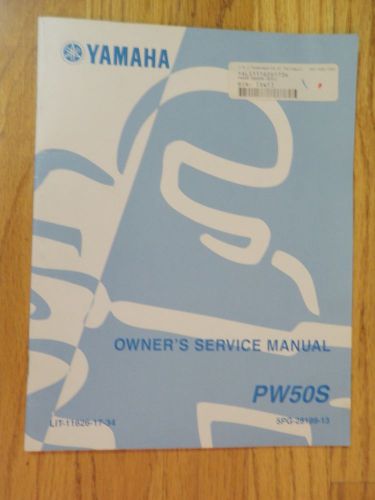 YAMAHA
OWNER'S SERVICE MANUAL
PW50S
LIT-11626-17-34
5PG-28199-13